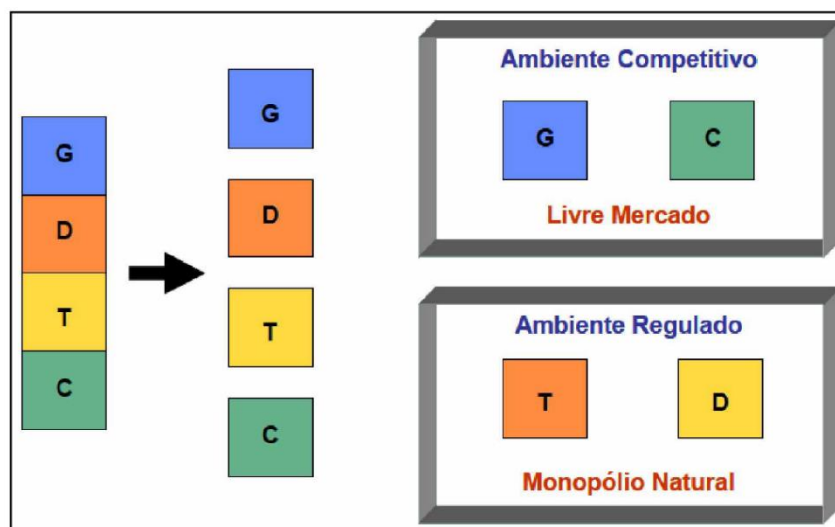 G
D
T
C
G
D
T
C
Ambiente Competitivo
G C
Livre Mercado
Ambiente Regulado
T D
Monopólio Natural